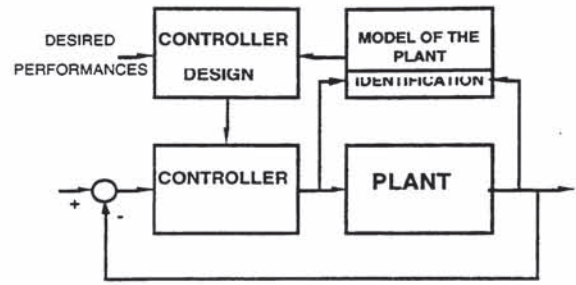 DESIRED
PERFORMANCES
CONTROLLER
DESIGN
MODEL OF THE
PLANT
IDENTIFICATION
CONTROLLER
PLANT
+
-